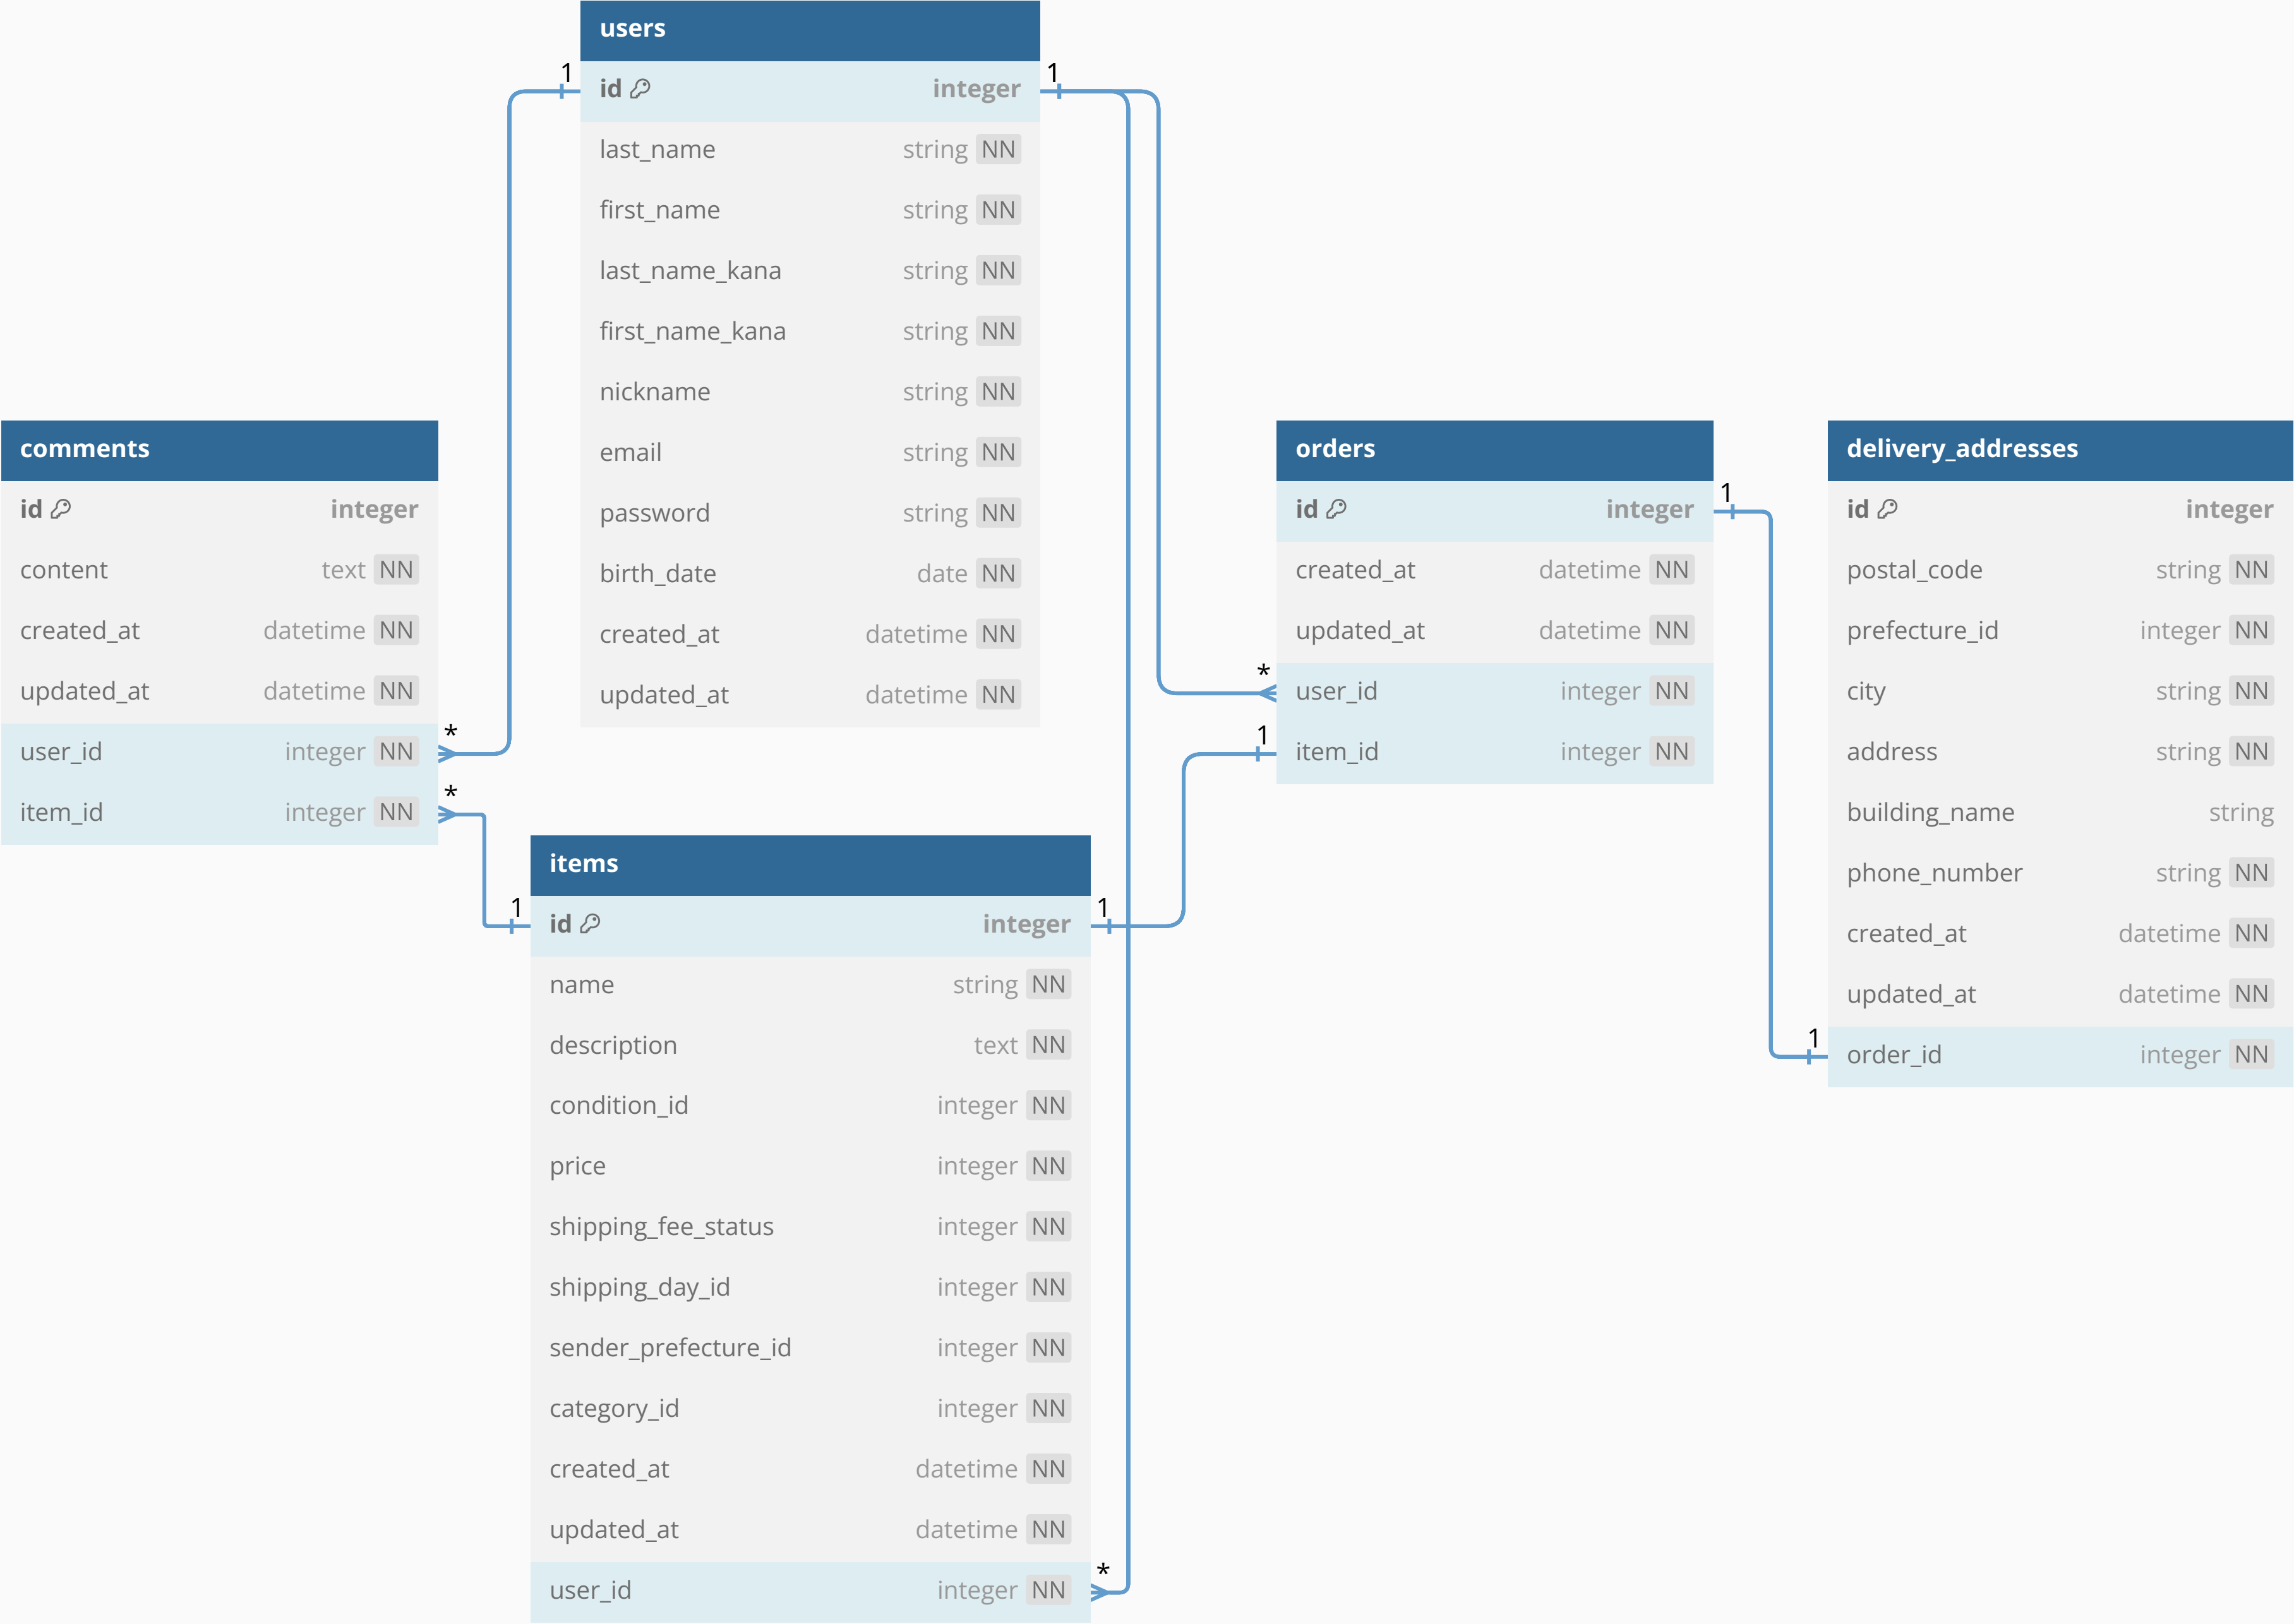 users
1
1
id integer
last_name string NN
first_name string NN
last_name_kana string NN
first_name_kana string NN
nickname string NN
email string NN
password string NN
birth_date date NN
created_at datetime NN
updated_at datetime NN
comments
id integer
content text NN
created_at datetime NN
updated_at datetime NN
*
user_id integer NN
*
item_id integer NN
items
1
1
id integer
name string NN
description text NN
condition_id integer NN
price integer NN
shipping_fee_status integer NN
shipping_day_id integer NN
sender_prefecture_id integer NN
category_id integer NN
created_at datetime NN
updated_at datetime NN
*
user_id integer NN
orders
1
id integer
created_at datetime NN
updated_at datetime NN
*
user_id integer NN
1
item_id integer NN
delivery_addresses
id integer
postal_code string NN
prefecture_id integer NN
city string NN
address string NN
building_name string
phone_number string NN
created_at datetime NN
updated_at datetime NN
1
order_id integer NN